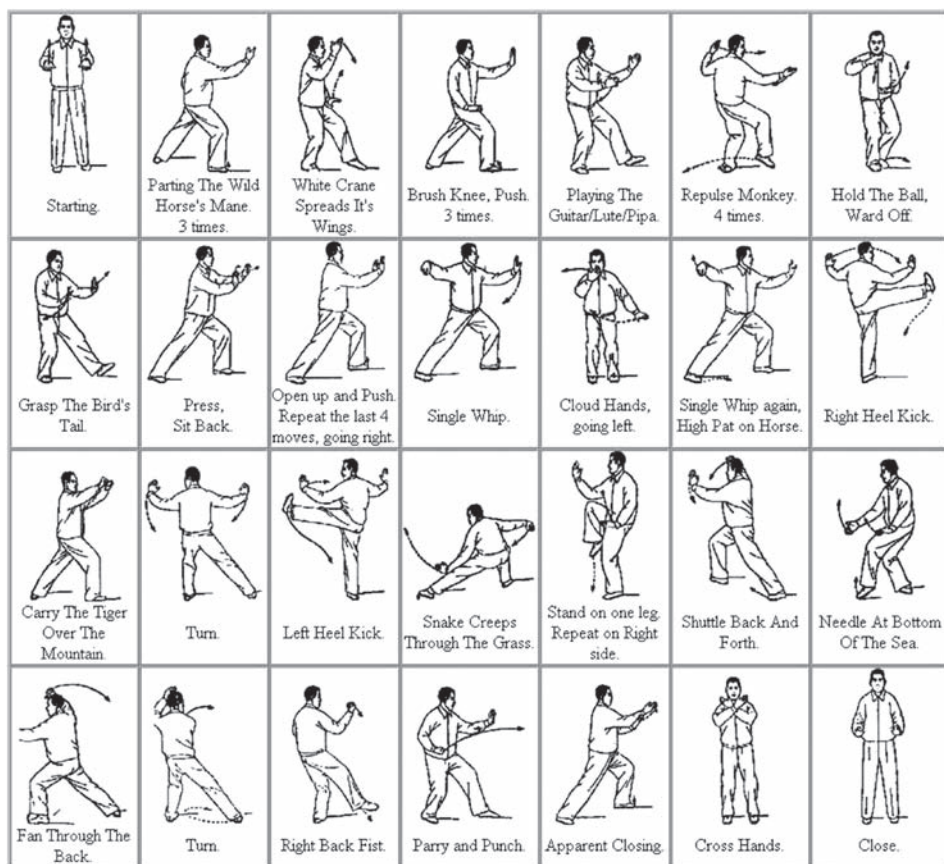 Starting.
Parting The Wild
Horse's Mane.
3 times.
White Crane
Spreads It's
Wings.
Brush Knee, Push.
3 times.
Playing The
Guitar/Lute/Pipa.
Repulse Monkey.
4 times.
Hold The Ball,
Ward Off.
Grasp The Bird's
Tail.
Press,
Sit Back.
Open up and Push.
Repeat the last 4
moves, going right.
Single Whip.
Cloud Hands,
going left.
Single Whip again,
High Pat on Horse.
Right Heel Kick.
Carry The Tiger
Over The
Mountain.
Turn.
Left Heel Kick.
Snake Creeps
Through The Grass.
Stand on one leg.
Repeat on Right
side.
Shuttle Back And
Forth.
Needle At Bottom
Of The Sea.
Fan Through The
Back.
Turn.
Right Back Fist.
Parry and Punch.
Apparent Closing.
Cross Hands.
Close.